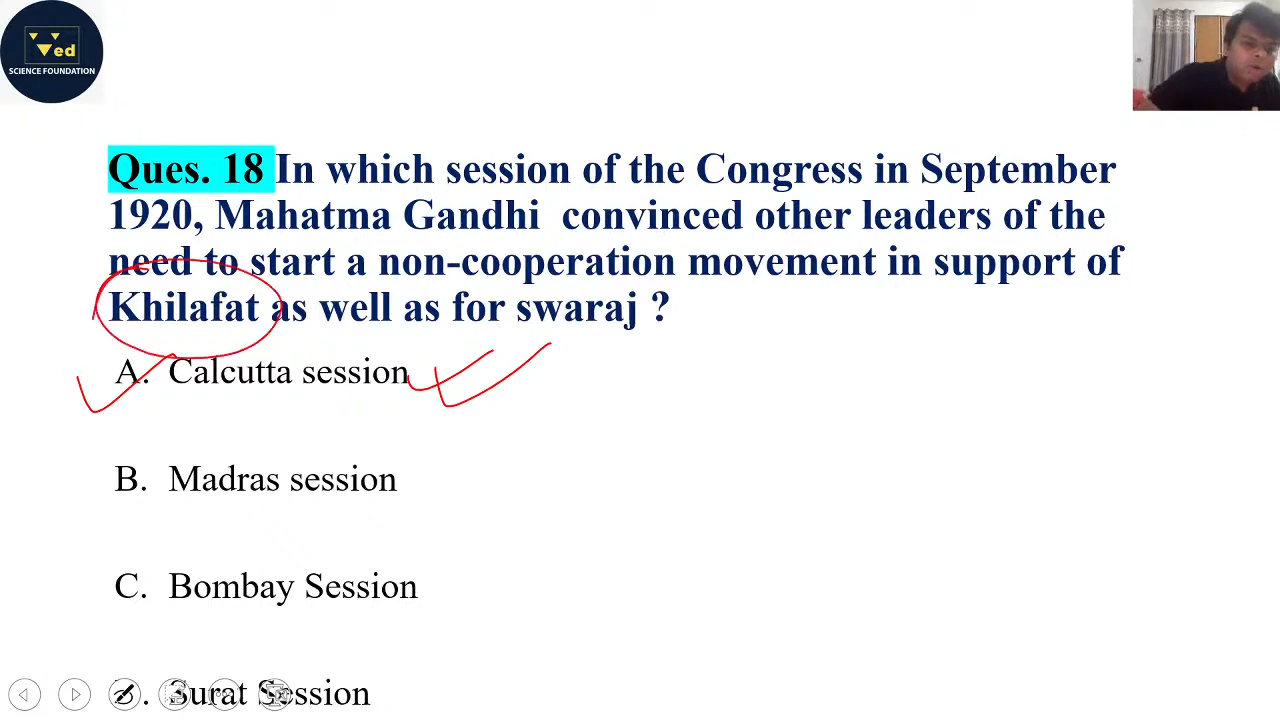 ed
SCIENCE FOUNDATION
Ques. 18 In which session of the Congress in September
1920, Mahatma Gandhi convinced other leaders of the
need to start a non-cooperation movement in support of
Khilafat as well as for swaraj ?
A. Calcutta session
B. Madras session
C. Bombay Session
D. Surat Session